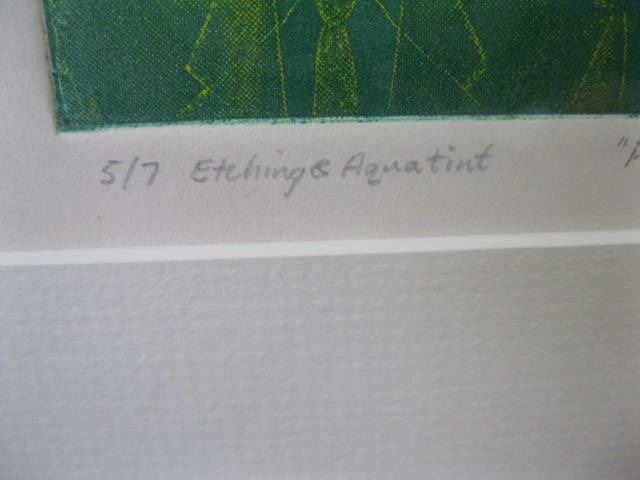 5/7 Etching & Aquatint